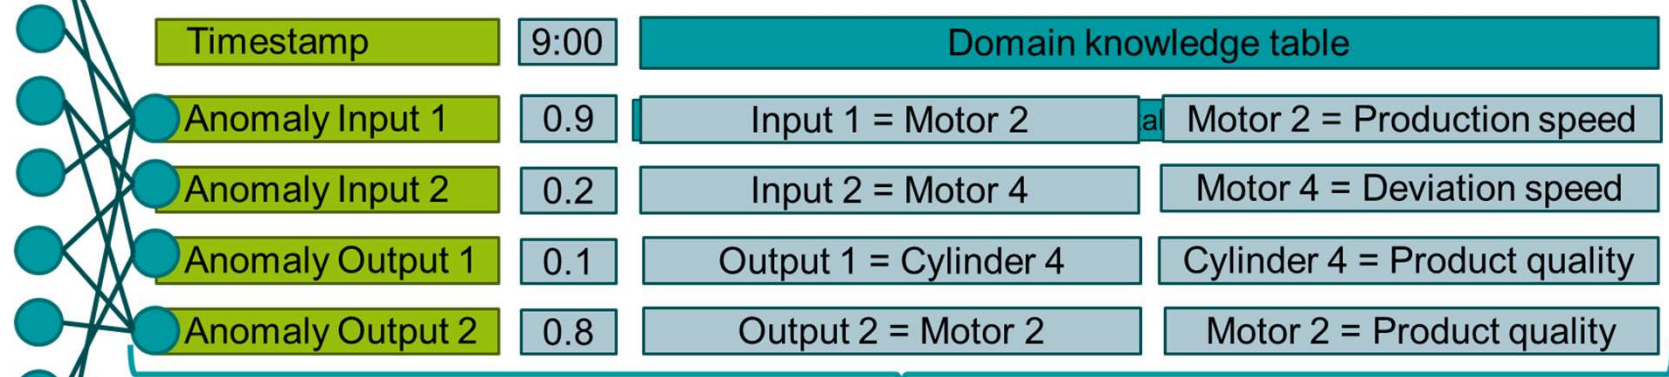 Timestamp 9:00 Domain knowledge table
Anomaly Input 1 0.9 Input 1 = Motor 2 Motor 2 = Production speed
Anomaly Input 2 0.2 Input 2 = Motor 4 Motor 4 = Deviation speed
Anomaly Output 1 0.1 Output 1 = Cylinder 4 Cylinder 4 = Product quality
Anomaly Output 2 0.8 Output 2 = Motor 2 Motor 2 = Product quality